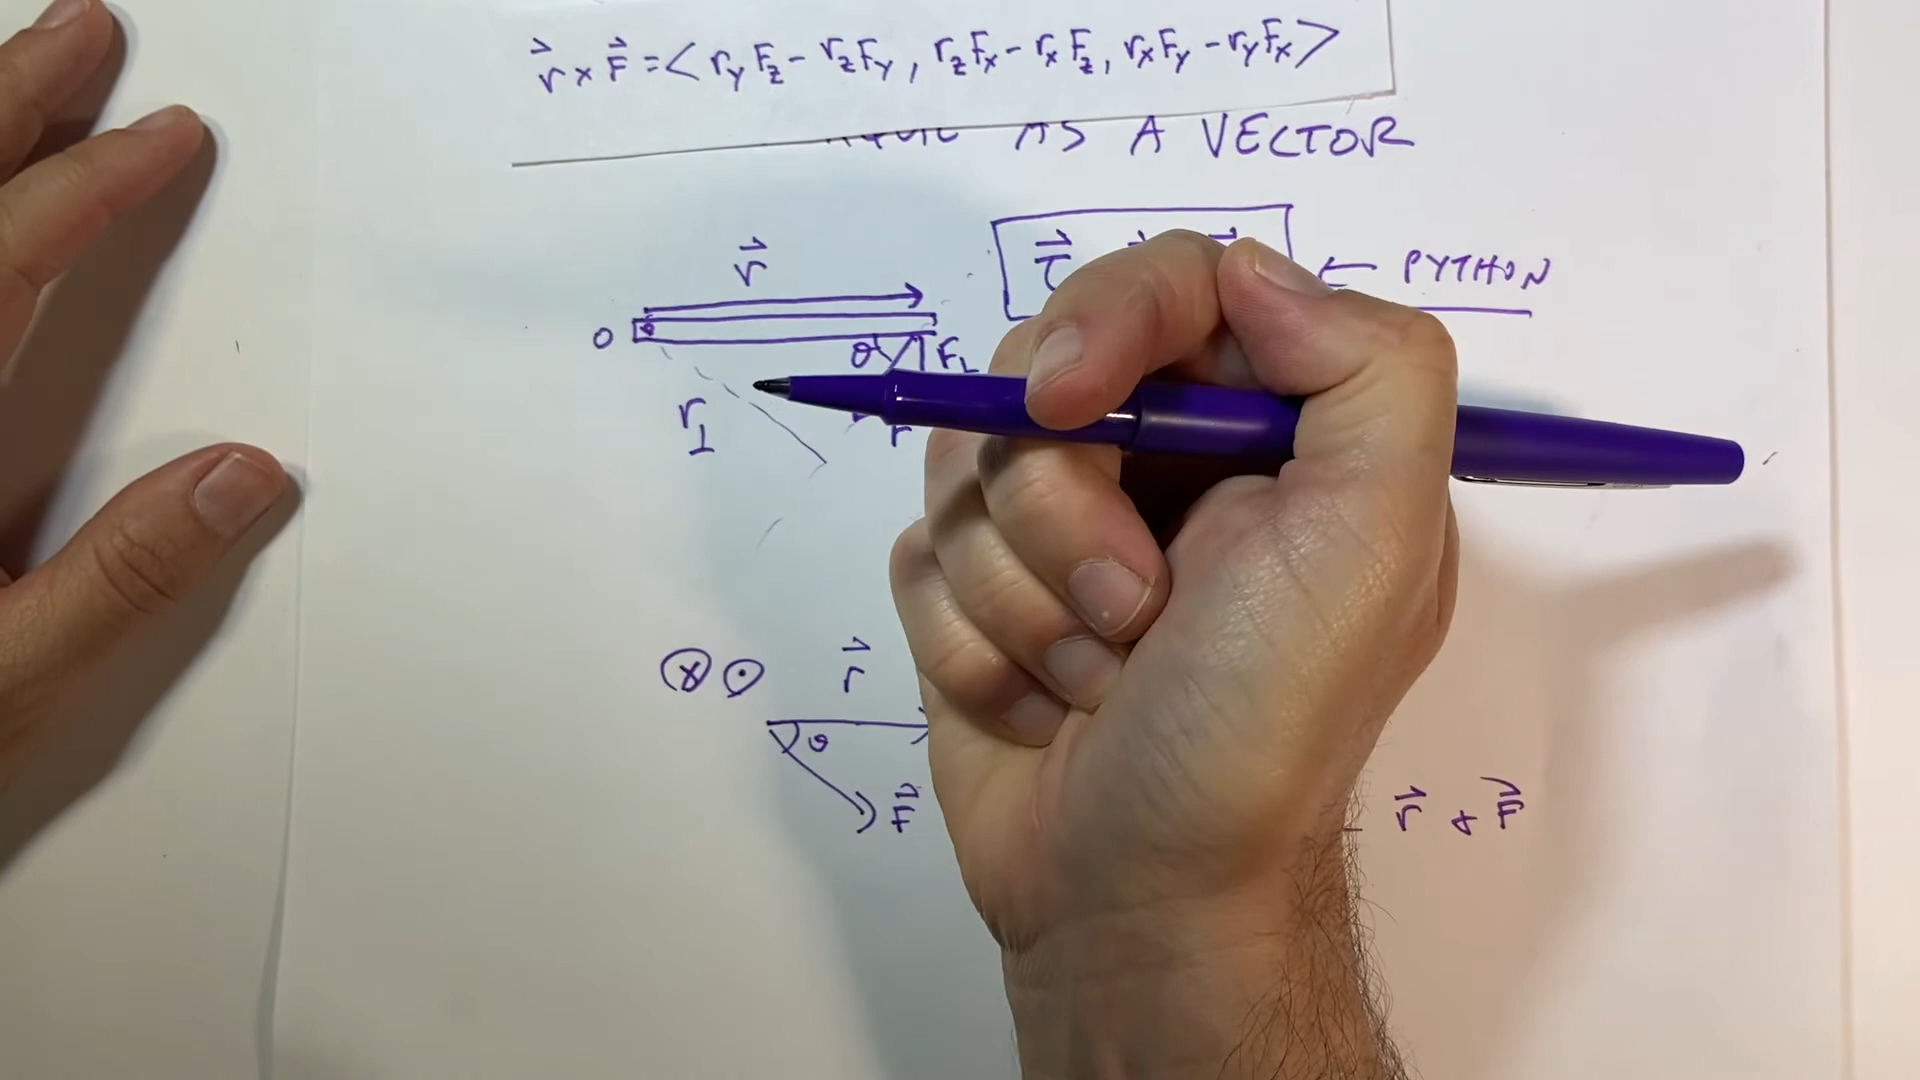 r⃗ × F⃗ = < r_y F_z - r_z F_y, r_z F_x - r_x F_z, r_x F_y - r_y F_x >
AS A VECTOR
r⃗
τ⃗
← PYTHON
O
θ
F⊥
r⊥
r⃗
θ
F⃗
r⃗ + F⃗